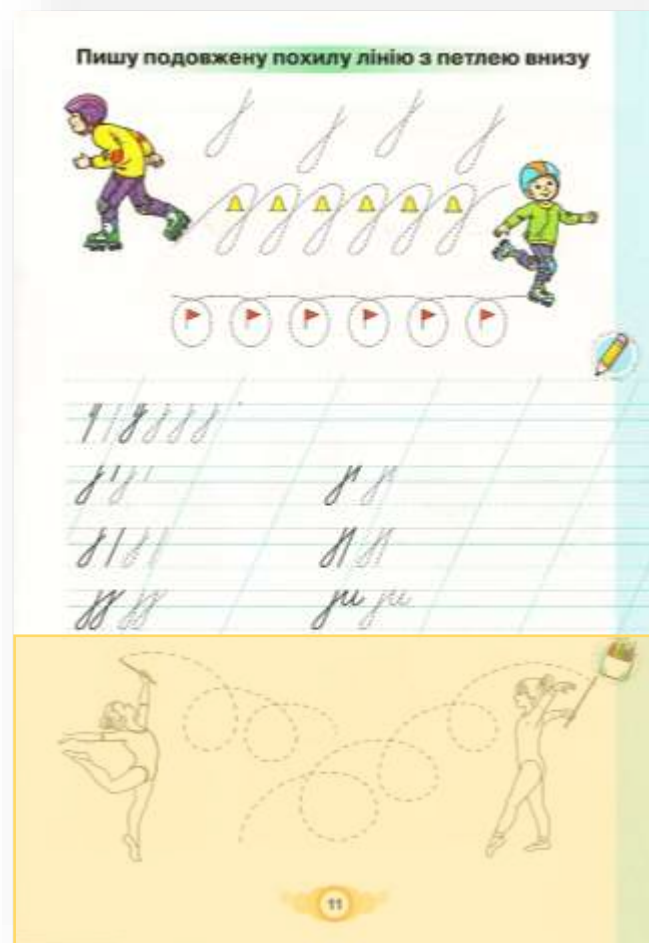 Пишу подовжену похилу лінію з петлею внизу
11